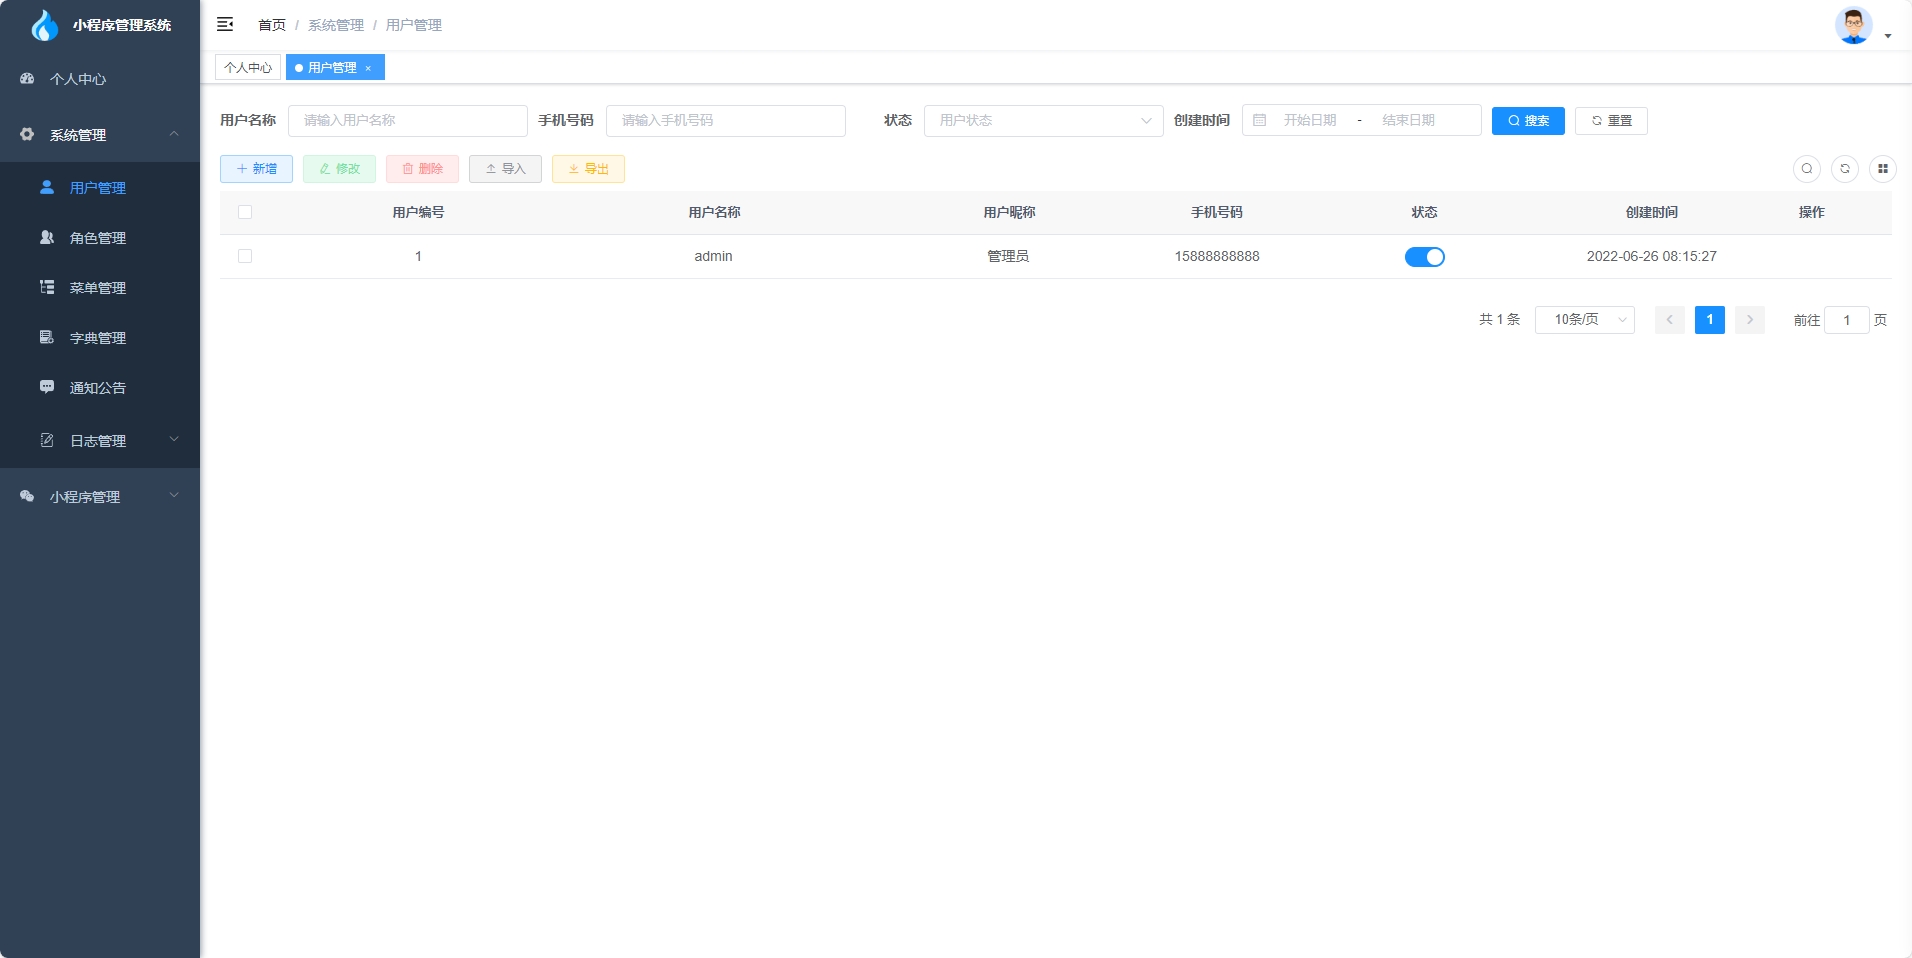 小程序管理系统
首页 / 系统管理 / 用户管理
个人中心
用户管理 ×
个人中心
系统管理
用户管理
角色管理
菜单管理
字典管理
通知公告
日志管理
小程序管理
用户名称 请输入用户名称 手机号码 请输入手机号码 状态 用户状态 创建时间 开始日期 - 结束日期 搜索 重置
新增 修改 删除 导入 导出
用户编号 用户名称 用户昵称 手机号码 状态 创建时间 操作
1 admin 管理员 15888888888 2022-06-26 08:15:27
共 1 条 10条/页 1 前往 1 页